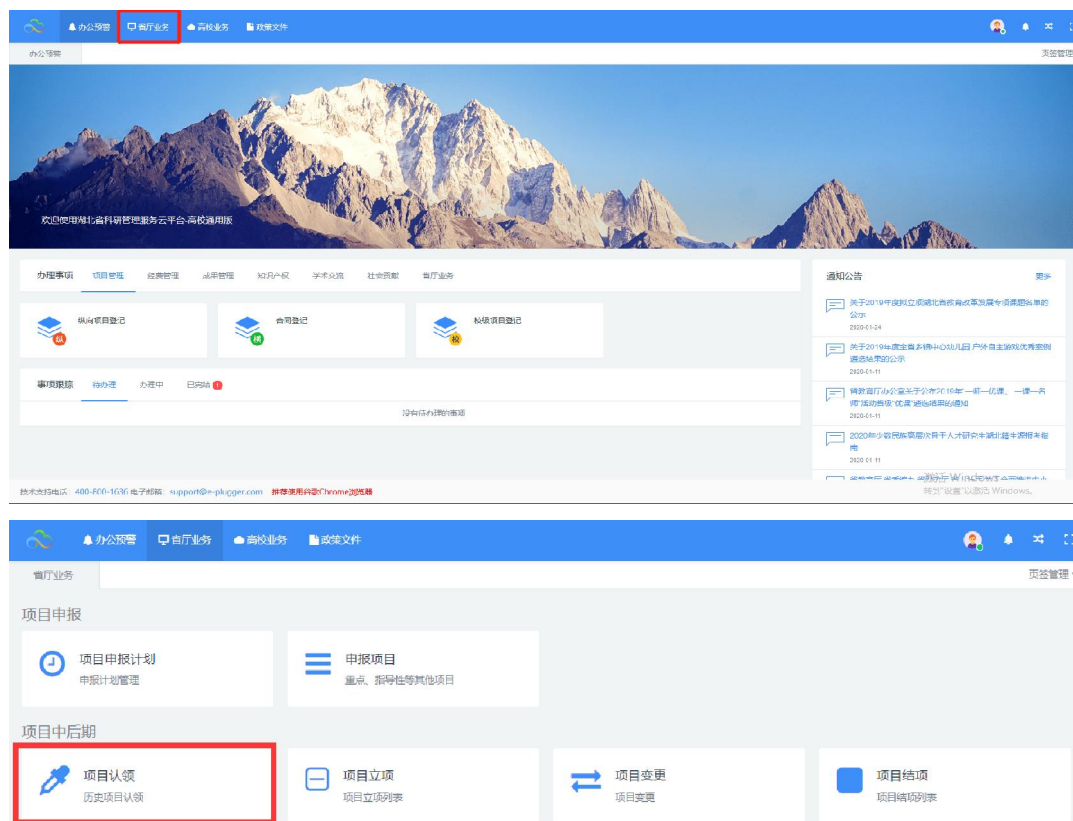 办公预警 省厅业务 高校业务 政策文件
办公预警 页签管理
欢迎使用湖北省科研管理服务云平台-高校通用版
办理事项 项目管理 经费管理 成果管理 知识产权 学术交流 社会贡献 省厅业务
纵向项目登记 合同登记 校级项目登记
纵 横 校
事项跟踪 待办理 办理中 已完结 1
没有待办理的事项
通知公告 更多
关于2019年度拟立项湖北省教育改革发展专项课题名单的
公示
2020-01-24
关于2019年度全省乡镇中心幼儿园户外自主游戏优秀案例
遴选结果的公示
2020-01-11
省教育厅办公室关于公布2019年“一师一优课、一课一名
师”活动省级“优课”遴选结果的通知
2020-01-11
2020年少数民族高层次骨干人才研究生湖北籍生源报考指
南
2020-01-11
激活 Windows
转到“设置”以激活 Windows。
技术支持电话：400-800-1636 电子邮箱：support@e-plugger.com 推荐使用谷歌Chrome浏览器
办公预警 省厅业务 高校业务 政策文件
省厅业务 页签管理
项目申报
项目申报计划 申报项目
申报计划管理 重点、指导性等其他项目
项目中后期
项目认领 项目立项 项目变更 项目结项
历史项目认领 项目立项列表 项目变更 项目结项列表